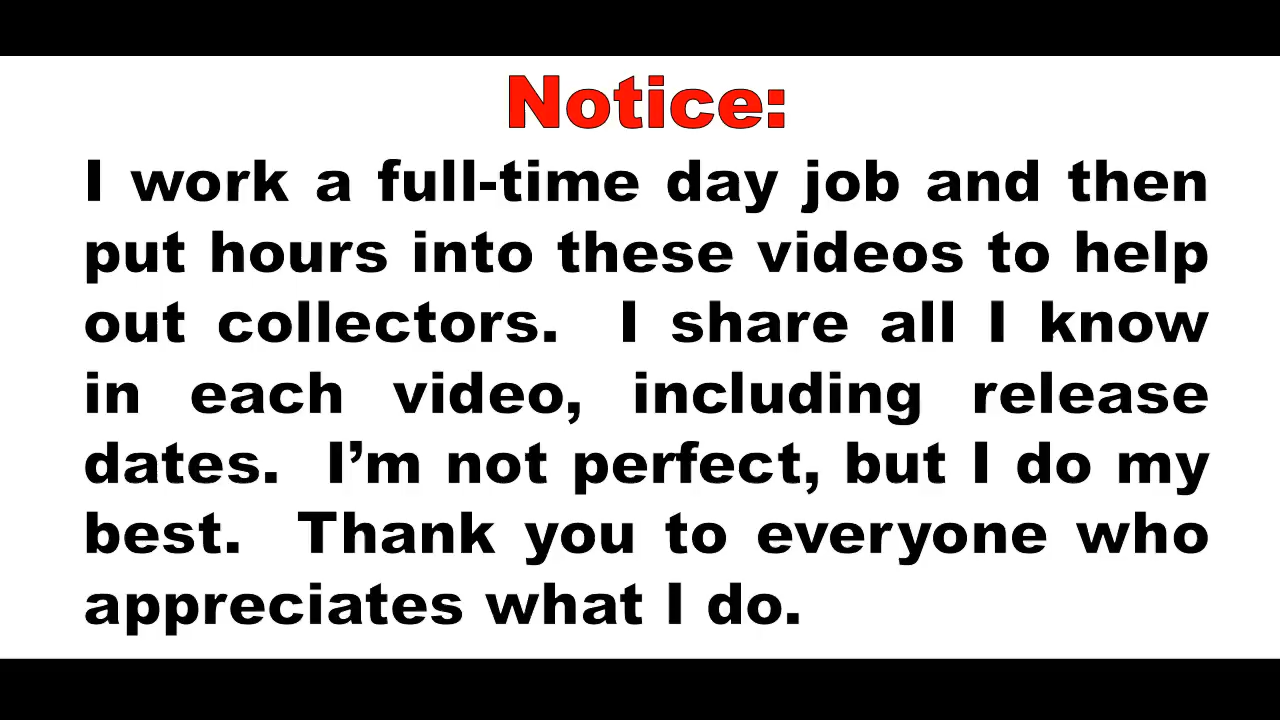 Notice:
I work a full-time day job and then
put hours into these videos to help
out collectors.  I share all I know
in each video, including release
dates.  I’m not perfect, but I do my
best.  Thank you to everyone who
appreciates what I do.